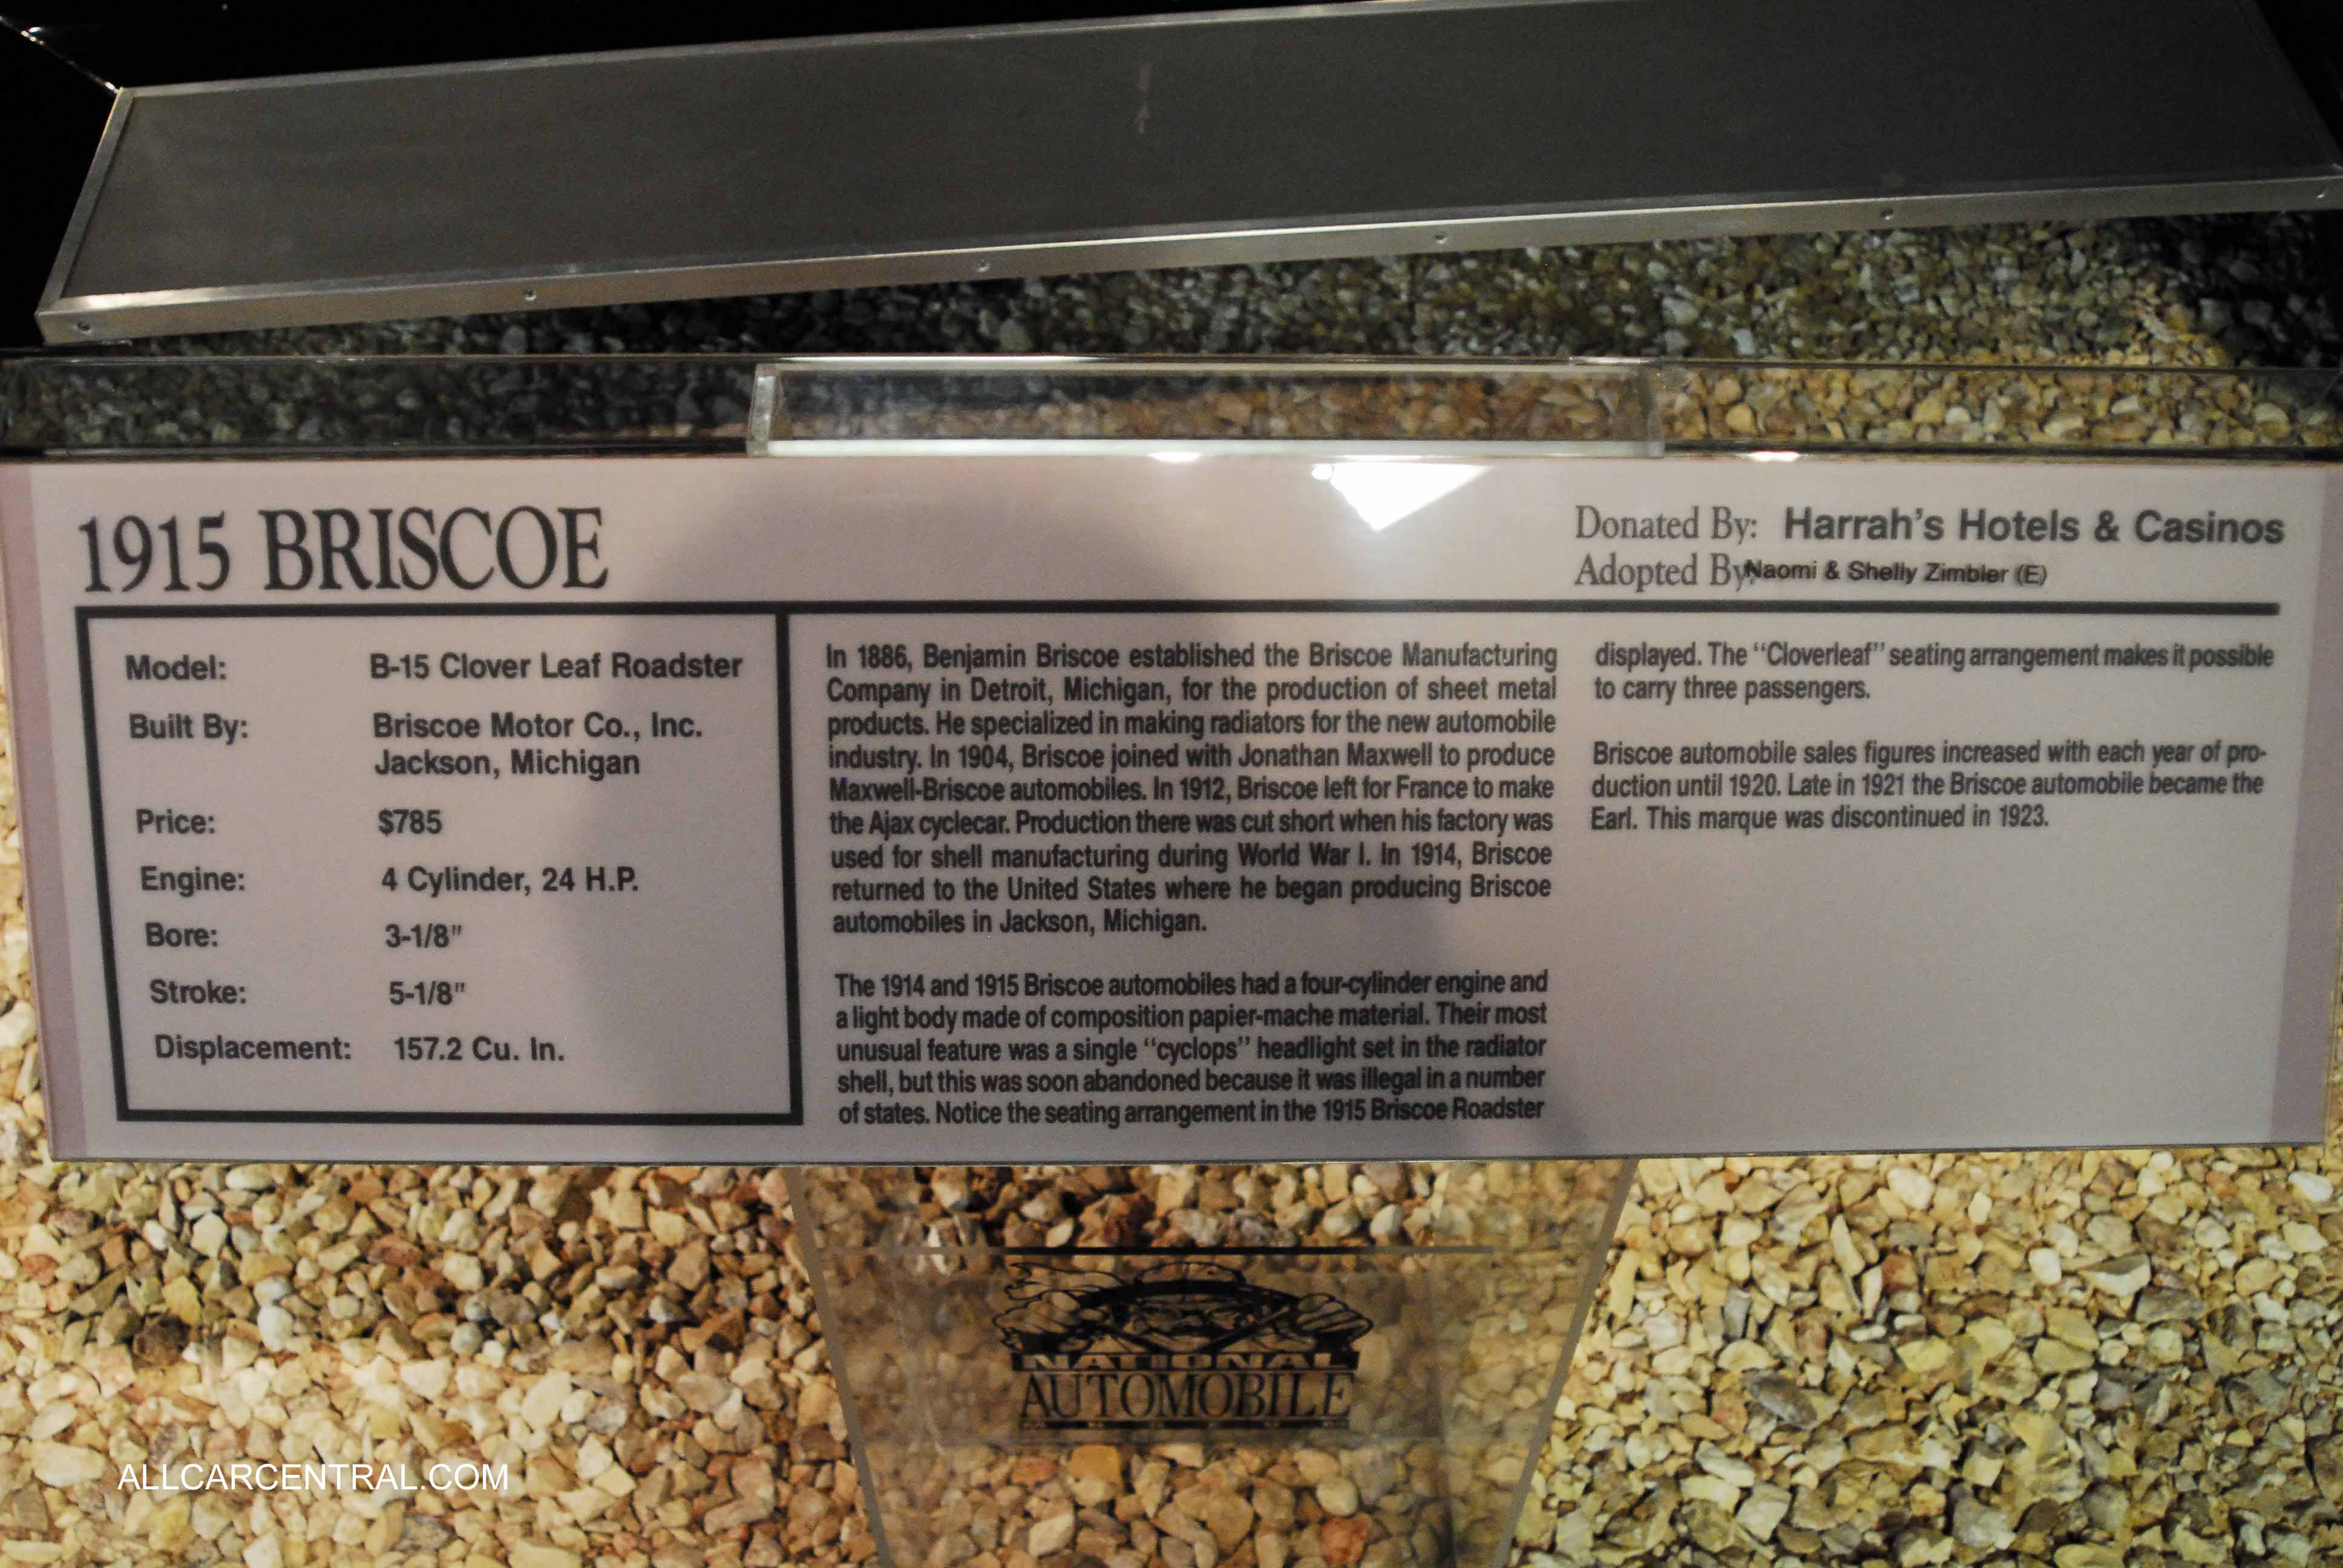 1915 BRISCOE
Donated By: Harrah's Hotels & Casinos
Adopted By: Naomi & Shelly Zimbler (E)
Model: B-15 Clover Leaf Roadster
Built By: Briscoe Motor Co., Inc.
Jackson, Michigan
Price: $785
Engine: 4 Cylinder, 24 H.P.
Bore: 3-1/8"
Stroke: 5-1/8"
Displacement: 157.2 Cu. In.
In 1886, Benjamin Briscoe established the Briscoe Manufacturing
Company in Detroit, Michigan, for the production of sheet metal
products. He specialized in making radiators for the new automobile
industry. In 1904, Briscoe joined with Jonathan Maxwell to produce
Maxwell-Briscoe automobiles. In 1912, Briscoe left for France to make
the Ajax cyclecar. Production there was cut short when his factory was
used for shell manufacturing during World War I. In 1914, Briscoe
returned to the United States where he began producing Briscoe
automobiles in Jackson, Michigan.
The 1914 and 1915 Briscoe automobiles had a four-cylinder engine and
a light body made of composition papier-mache material. Their most
unusual feature was a single "cyclops" headlight set in the radiator
shell, but this was soon abandoned because it was illegal in a number
of states. Notice the seating arrangement in the 1915 Briscoe Roadster
displayed. The "Cloverleaf" seating arrangement makes it possible
to carry three passengers.
Briscoe automobile sales figures increased with each year of pro-
duction until 1920. Late in 1921 the Briscoe automobile became the
Earl. This marque was discontinued in 1923.
NATIONAL
AUTOMOBILE
ALLCARCENTRAL.COM